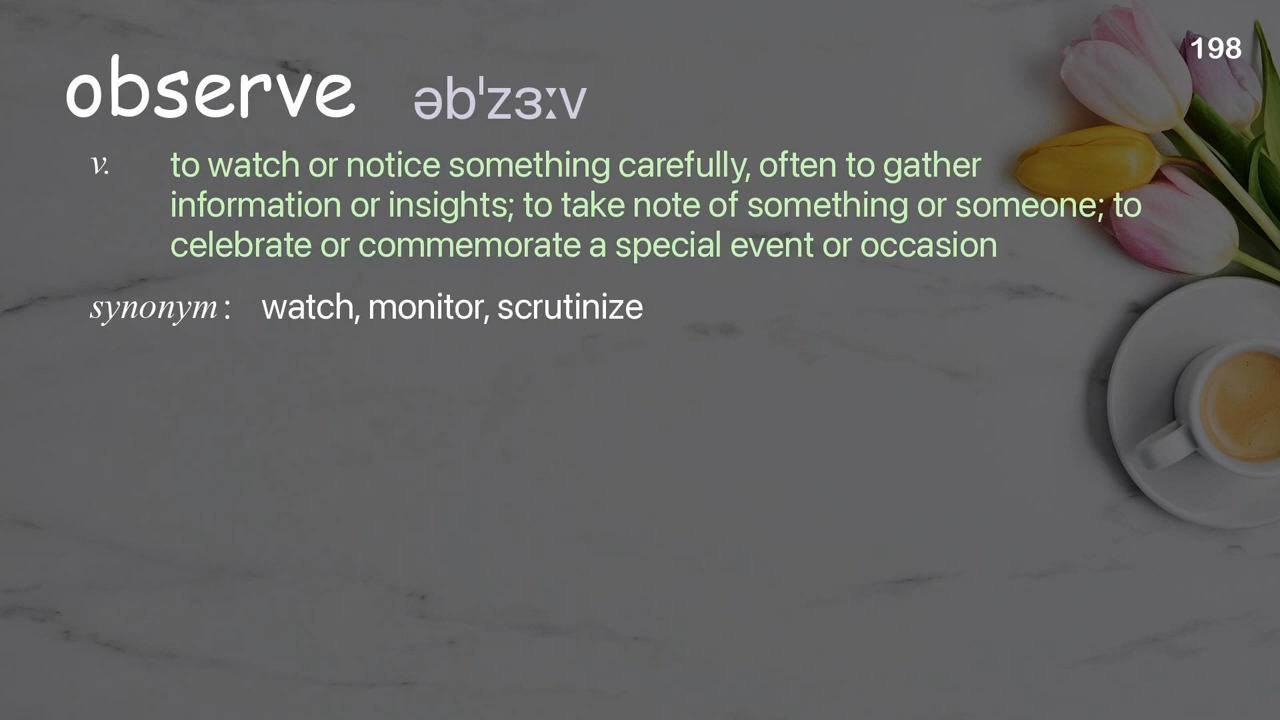 198
observe əbˈzɜːv
v. to watch or notice something carefully, often to gather
information or insights; to take note of something or someone; to
celebrate or commemorate a special event or occasion
synonym: watch, monitor, scrutinize